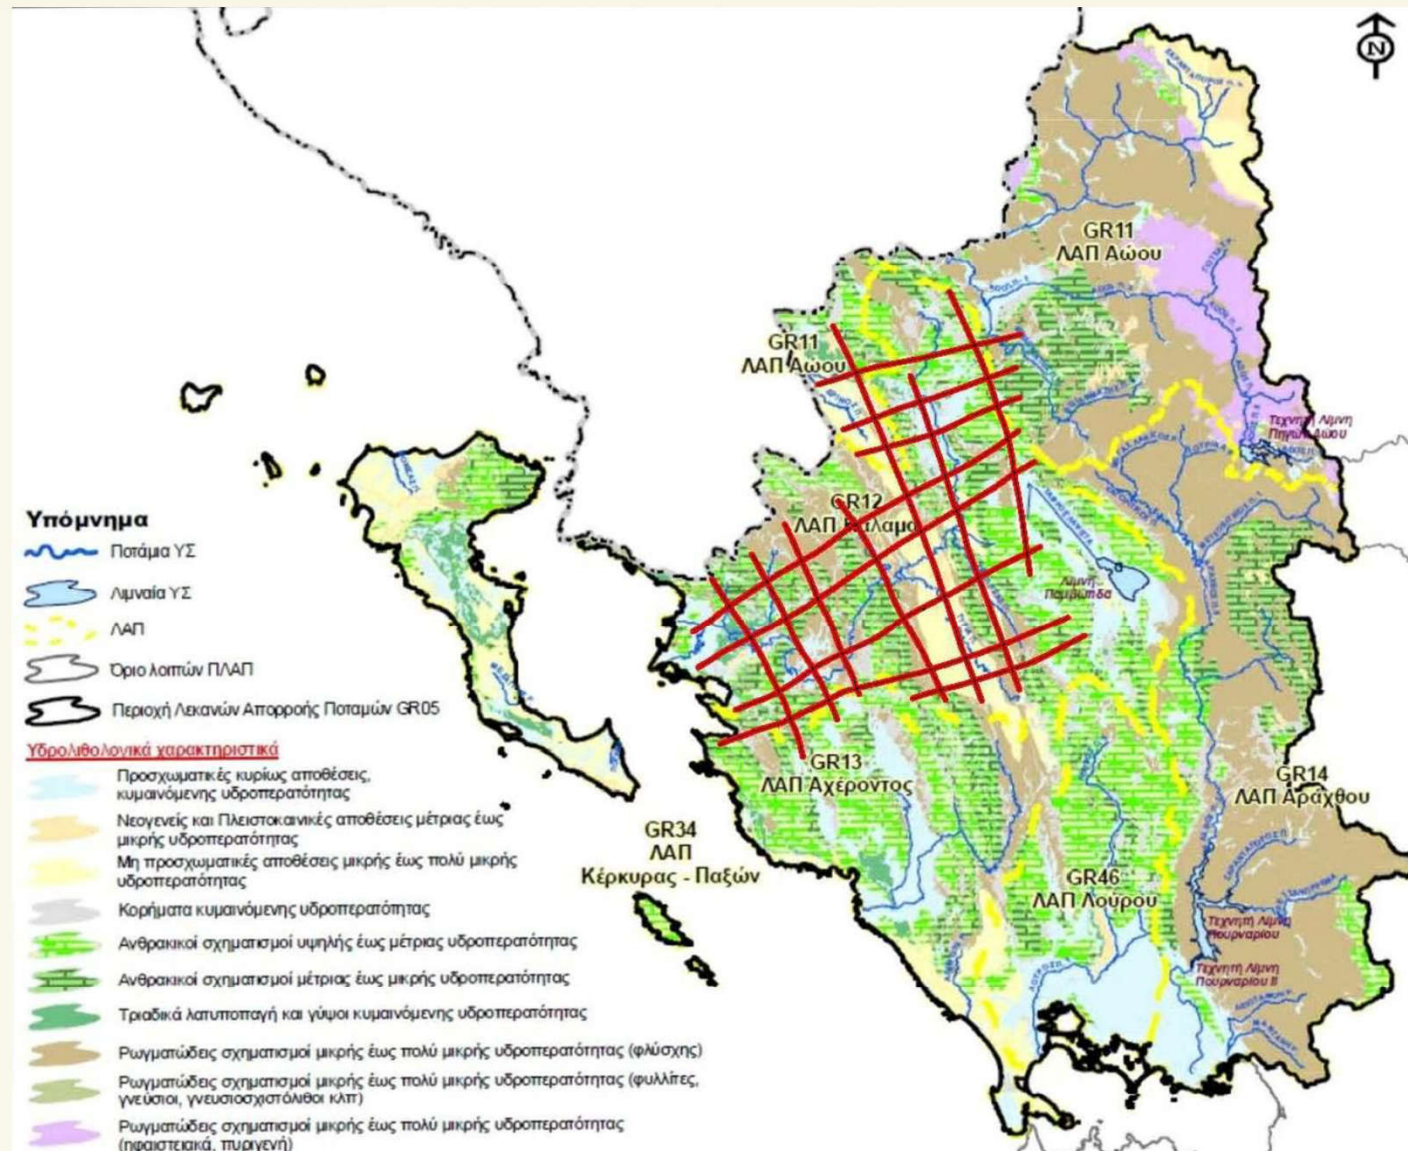 N
GR11
ΛΑΠ Αώου
GR11
ΛΑΠ Αώου
Τεχνητή Λίμνη
Πηγών Αώου
GR12
ΛΑΠ Καλαμα
Λίμνη
Παμβώτιδα
Υπόμνημα
Ποτάμια ΥΣ
Λιμναία ΥΣ
ΛΑΠ
Όριο λοιπών ΠΛΑΠ
Περιοχή Λεκανών Απορροής Ποταμών GR05
Υδρολιθολογικά χαρακτηριστικά
Προσχωματικές κυρίως αποθέσεις,
κυμαινόμενης υδροπερατότητας
Νεογενείς και Πλειστοκαινικές αποθέσεις μέτριας έως
μικρής υδροπερατότητας
Μη προσχωματικές αποθέσεις μικρής έως πολύ μικρής
υδροπερατότητας
Κορήματα κυμαινόμενης υδροπερατότητας
Ανθρακικοί σχηματισμοί υψηλής έως μέτριας υδροπερατότητας
Ανθρακικοί σχηματισμοί μέτριας έως μικρής υδροπερατότητας
Τριαδικά λατυποπαγή και γύψοι κυμαινόμενης υδροπερατότητας
Ρωγματώδεις σχηματισμοί μικρής έως πολύ μικρής υδροπερατότητας (φλύσχης)
Ρωγματώδεις σχηματισμοί μικρής έως πολύ μικρής υδροπερατότητας (φυλλίτες,
γνεύσιοι, γνευσιοσχιστόλιθοι κλπ)
Ρωγματώδεις σχηματισμοί μικρής έως πολύ μικρής υδροπερατότητας
(ηφαιστειακά, πυριγενή)
GR13
ΛΑΠ Αχέροντος
GR14
ΛΑΠ Αράχθου
GR34
ΛΑΠ
Κέρκυρας - Παξών
GR46
ΛΑΠ Λούρου
Τεχνητή Λίμνη
Πουρναρίου
Τεχνητή Λίμνη
Πουρναρίου ΙΙ